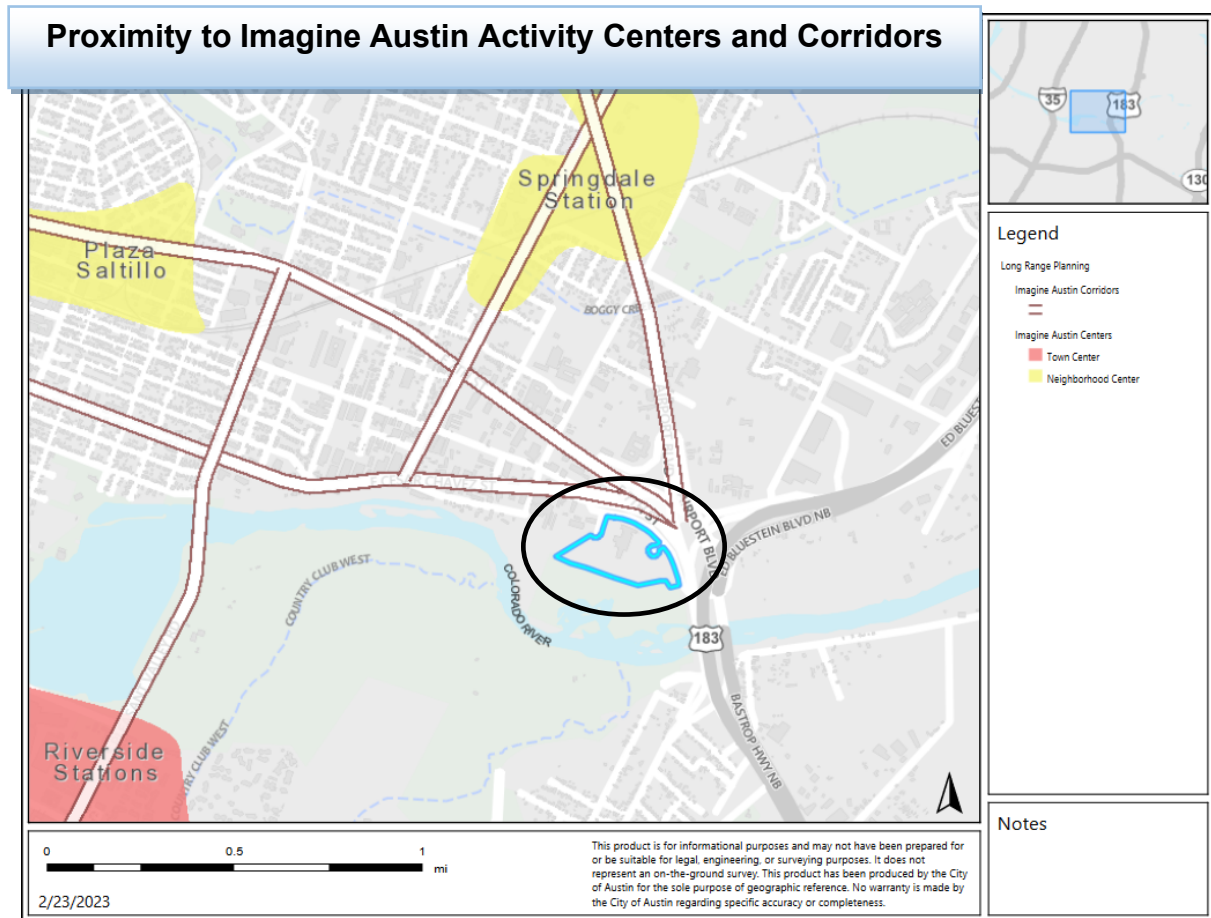 Proximity to Imagine Austin Activity Centers and Corridors
35
183
130
Springdale
Station
Plaza
Saltillo
BOGGY CRE
ED BLUEST
E CESAR CHAVEZ ST
ST
AIRPORT BLVD
ED BLUESTEIN BLVD NB
COUNTRY CLUB WEST
COLORADO RIVER
183
BASTROP HWY NB
Riverside
Stations
COUNTRY CLUB WEST
Legend
Long Range Planning
Imagine Austin Corridors
Imagine Austin Centers
Town Center
Neighborhood Center
Notes
0 0.5 1
mi
2/23/2023
This product is for informational purposes and may not have been prepared for
or be suitable for legal, engineering, or surveying purposes. It does not
represent an on-the-ground survey. This product has been produced by the City
of Austin for the sole purpose of geographic reference. No warranty is made by
the City of Austin regarding specific accuracy or completeness.